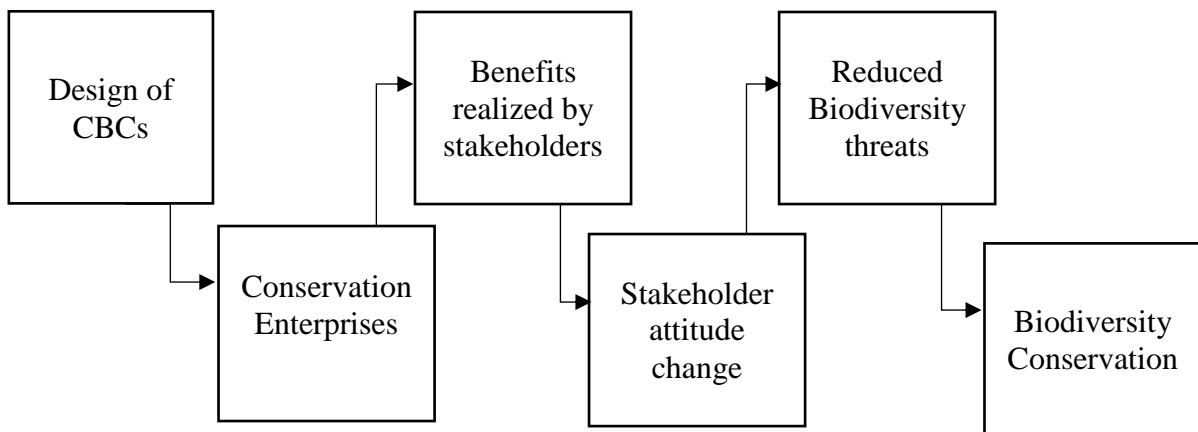 Design of
CBCs
Conservation
Enterprises
Benefits
realized by
stakeholders
Stakeholder
attitude
change
Reduced
Biodiversity
threats
Biodiversity
Conservation